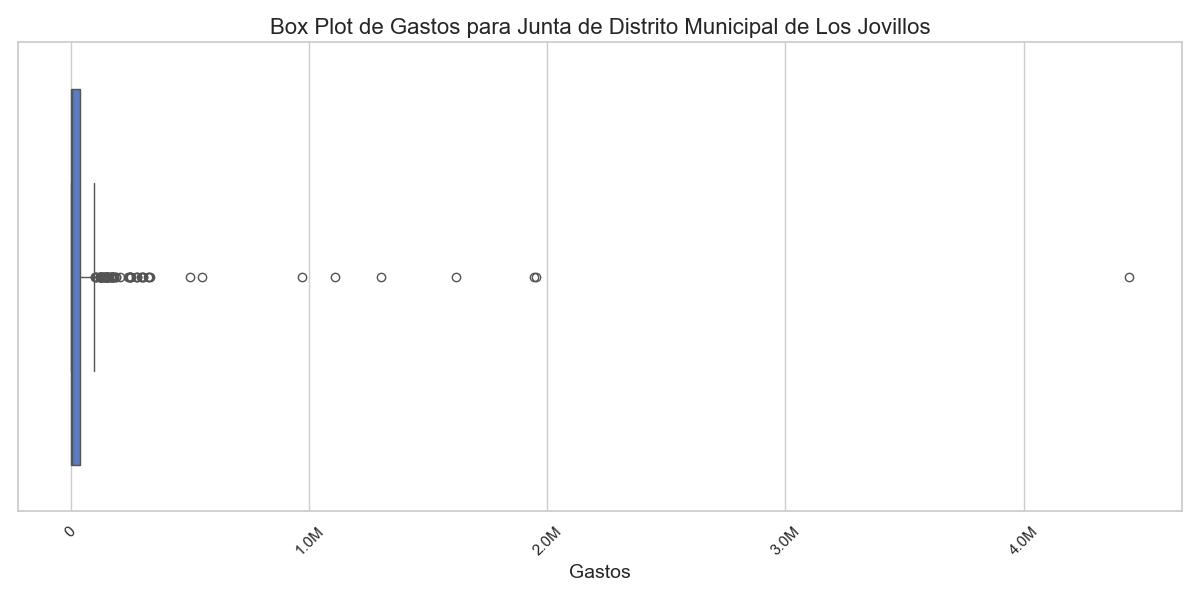 Box Plot de Gastos para Junta de Distrito Municipal de Los Jovillos
0
1.0M
2.0M
3.0M
4.0M
Gastos